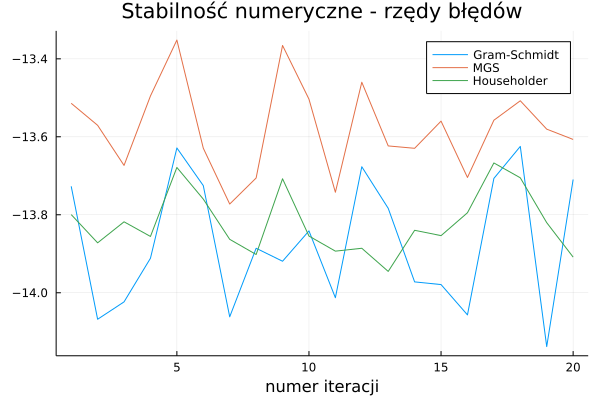 Stabilność numeryczne - rzędy błędów
Gram-Schmidt
MGS
Householder
−13.4
−13.6
−13.8
−14.0
5
10
15
20
numer iteracji